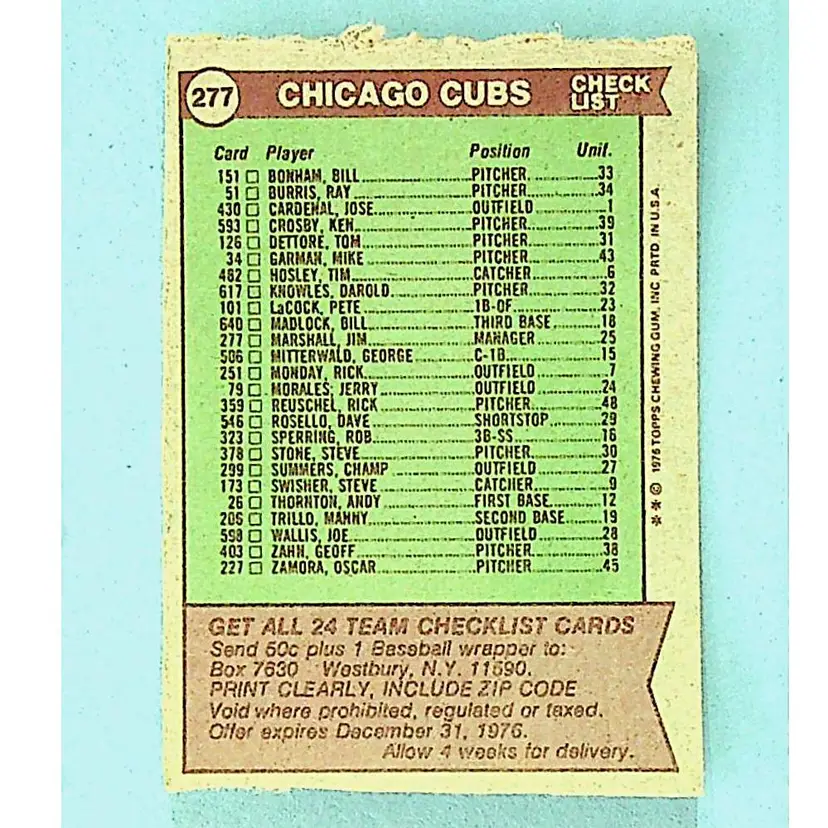 277 CHICAGO CUBS CHECK LIST
Card Player Position Unif.
151 □ BONHAM, BILL PITCHER 33
51 □ BURRIS, RAY PITCHER 34
430 □ CARDENAL, JOSE OUTFIELD 1
593 □ CROSBY, KEN PITCHER 39
126 □ DETTORE, TOM PITCHER 31
34 □ GARMAN, MIKE PITCHER 43
482 □ HOSLEY, TIM CATCHER 6
617 □ KNOWLES, DAROLD PITCHER 32
101 □ LaCOCK, PETE 1B-OF 23
640 □ MADLOCK, BILL THIRD BASE 18
277 □ MARSHALL, JIM MANAGER 25
506 □ MITTERWALD, GEORGE C-1B 15
251 □ MONDAY, RICK OUTFIELD 7
79 □ MORALES, JERRY OUTFIELD 24
359 □ REUSCHEL, RICK PITCHER 48
546 □ ROSELLO, DAVE SHORTSTOP 29
323 □ SPERRING, ROB 3B-SS 16
378 □ STONE, STEVE PITCHER 30
299 □ SUMMERS, CHAMP OUTFIELD 27
173 □ SWISHER, STEVE CATCHER 9
26 □ THORNTON, ANDY FIRST BASE 12
206 □ TRILLO, MANNY SECOND BASE 19
598 □ WALLIS, JOE OUTFIELD 28
403 □ ZAHN, GEOFF PITCHER 38
227 □ ZAMORA, OSCAR PITCHER 45
** © 1976 TOPPS CHEWING GUM, INC. PRTD. IN U.S.A.
GET ALL 24 TEAM CHECKLIST CARDS
Send 50c plus 1 Baseball wrapper to:
Box 7630 Westbury, N.Y. 11590.
PRINT CLEARLY, INCLUDE ZIP CODE
Void where prohibited, regulated or taxed.
Offer expires December 31, 1976.
Allow 4 weeks for delivery.